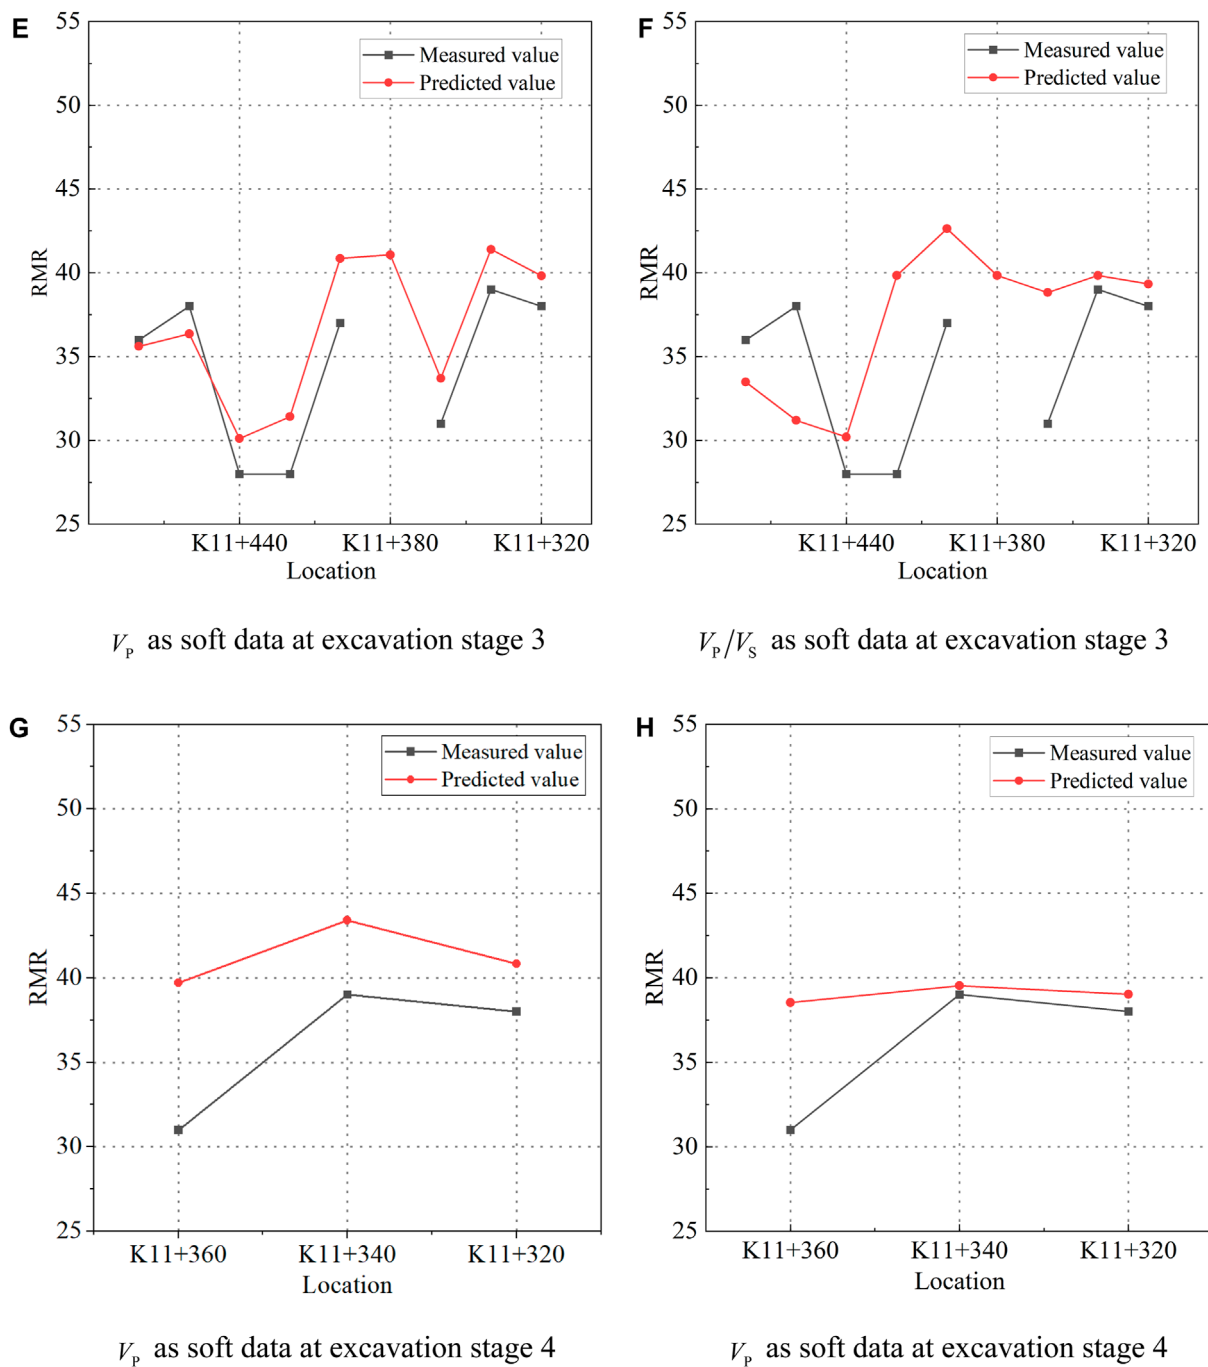 E
55
50
45
40
35
30
25
RMR
Measured value
Predicted value
K11+440 K11+380 K11+320
Location
V_P as soft data at excavation stage 3
F
55
50
45
40
35
30
25
RMR
Measured value
Predicted value
K11+440 K11+380 K11+320
Location
V_P/V_S as soft data at excavation stage 3
G
55
50
45
40
35
30
25
RMR
Measured value
Predicted value
K11+360 K11+340 K11+320
Location
V_P as soft data at excavation stage 4
H
55
50
45
40
35
30
25
RMR
Measured value
Predicted value
K11+360 K11+340 K11+320
Location
V_P as soft data at excavation stage 4